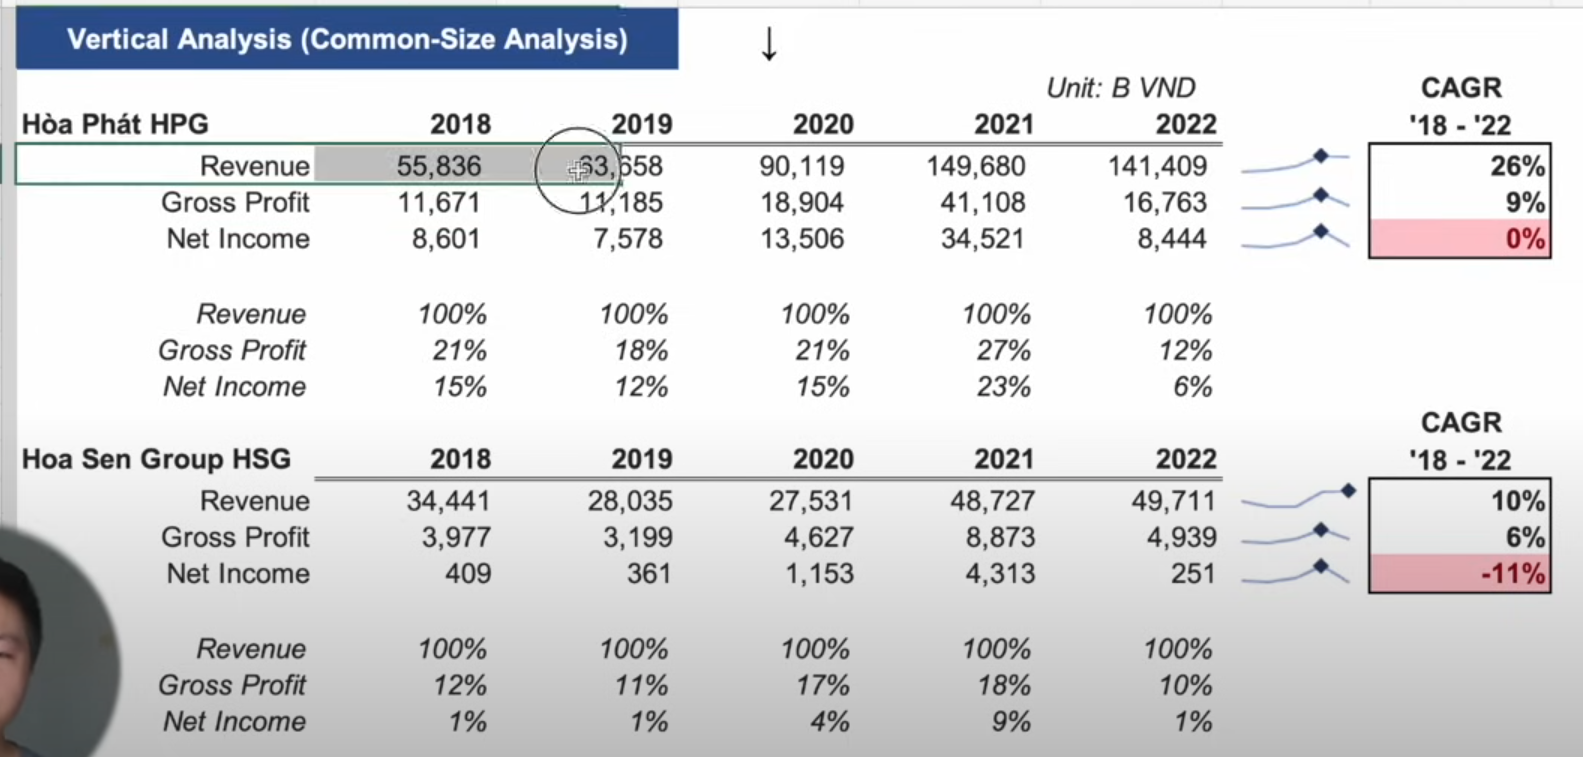 Vertical Analysis (Common-Size Analysis) ↓
Unit: B VND CAGR
Hòa Phát HPG 2018 2019 2020 2021 2022 '18 - '22
Revenue 55,836 63,658 90,119 149,680 141,409 26%
Gross Profit 11,671 11,185 18,904 41,108 16,763 9%
Net Income 8,601 7,578 13,506 34,521 8,444 0%
Revenue 100% 100% 100% 100% 100%
Gross Profit 21% 18% 21% 27% 12%
Net Income 15% 12% 15% 23% 6%
CAGR
Hoa Sen Group HSG 2018 2019 2020 2021 2022 '18 - '22
Revenue 34,441 28,035 27,531 48,727 49,711 10%
Gross Profit 3,977 3,199 4,627 8,873 4,939 6%
Net Income 409 361 1,153 4,313 251 -11%
Revenue 100% 100% 100% 100% 100%
Gross Profit 12% 11% 17% 18% 10%
Net Income 1% 1% 4% 9% 1%